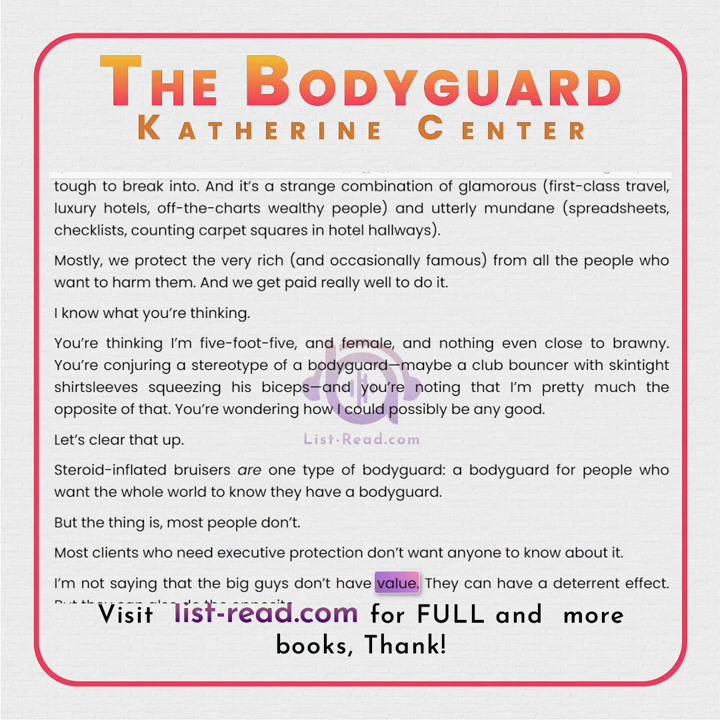 THE BODYGUARD
KATHERINE CENTER
tough to break into. And it’s a strange combination of glamorous (first-class travel,
luxury hotels, off-the-charts wealthy people) and utterly mundane (spreadsheets,
checklists, counting carpet squares in hotel hallways).
Mostly, we protect the very rich (and occasionally famous) from all the people who
want to harm them. And we get paid really well to do it.
I know what you’re thinking.
You’re thinking I’m five-foot-five, and female, and nothing even close to brawny.
You’re conjuring a stereotype of a bodyguard—maybe a club bouncer with skintight
shirtsleeves squeezing his biceps—and you’re noting that I’m pretty much the
opposite of that. You’re wondering how I could possibly be any good.
Let’s clear that up.
List-Read.com
Steroid-inflated bruisers are one type of bodyguard: a bodyguard for people who
want the whole world to know they have a bodyguard.
But the thing is, most people don’t.
Most clients who need executive protection don’t want anyone to know about it.
I’m not saying that the big guys don’t have value. They can have a deterrent effect.
Visit list-read.com for FULL and more
books, Thank!